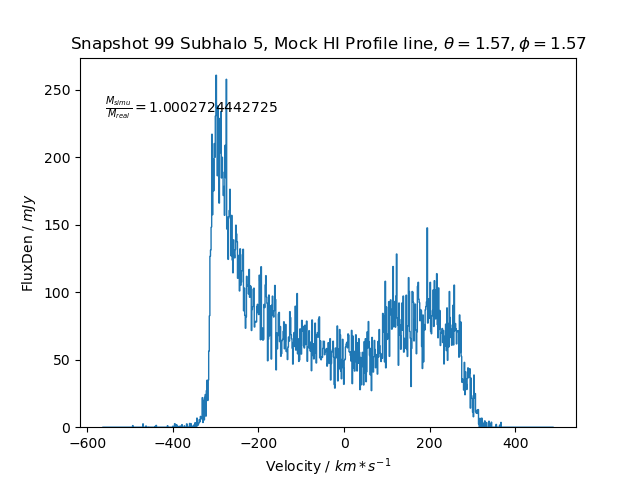 Snapshot 99 Subhalo 5, Mock HI Profile line, θ = 1.57, ϕ = 1.57
M_simu/M_real = 1.0002724442725
FluxDen / mJy
250
200
150
100
50
0
−600 −400 −200 0 200 400
Velocity / km * s^−1